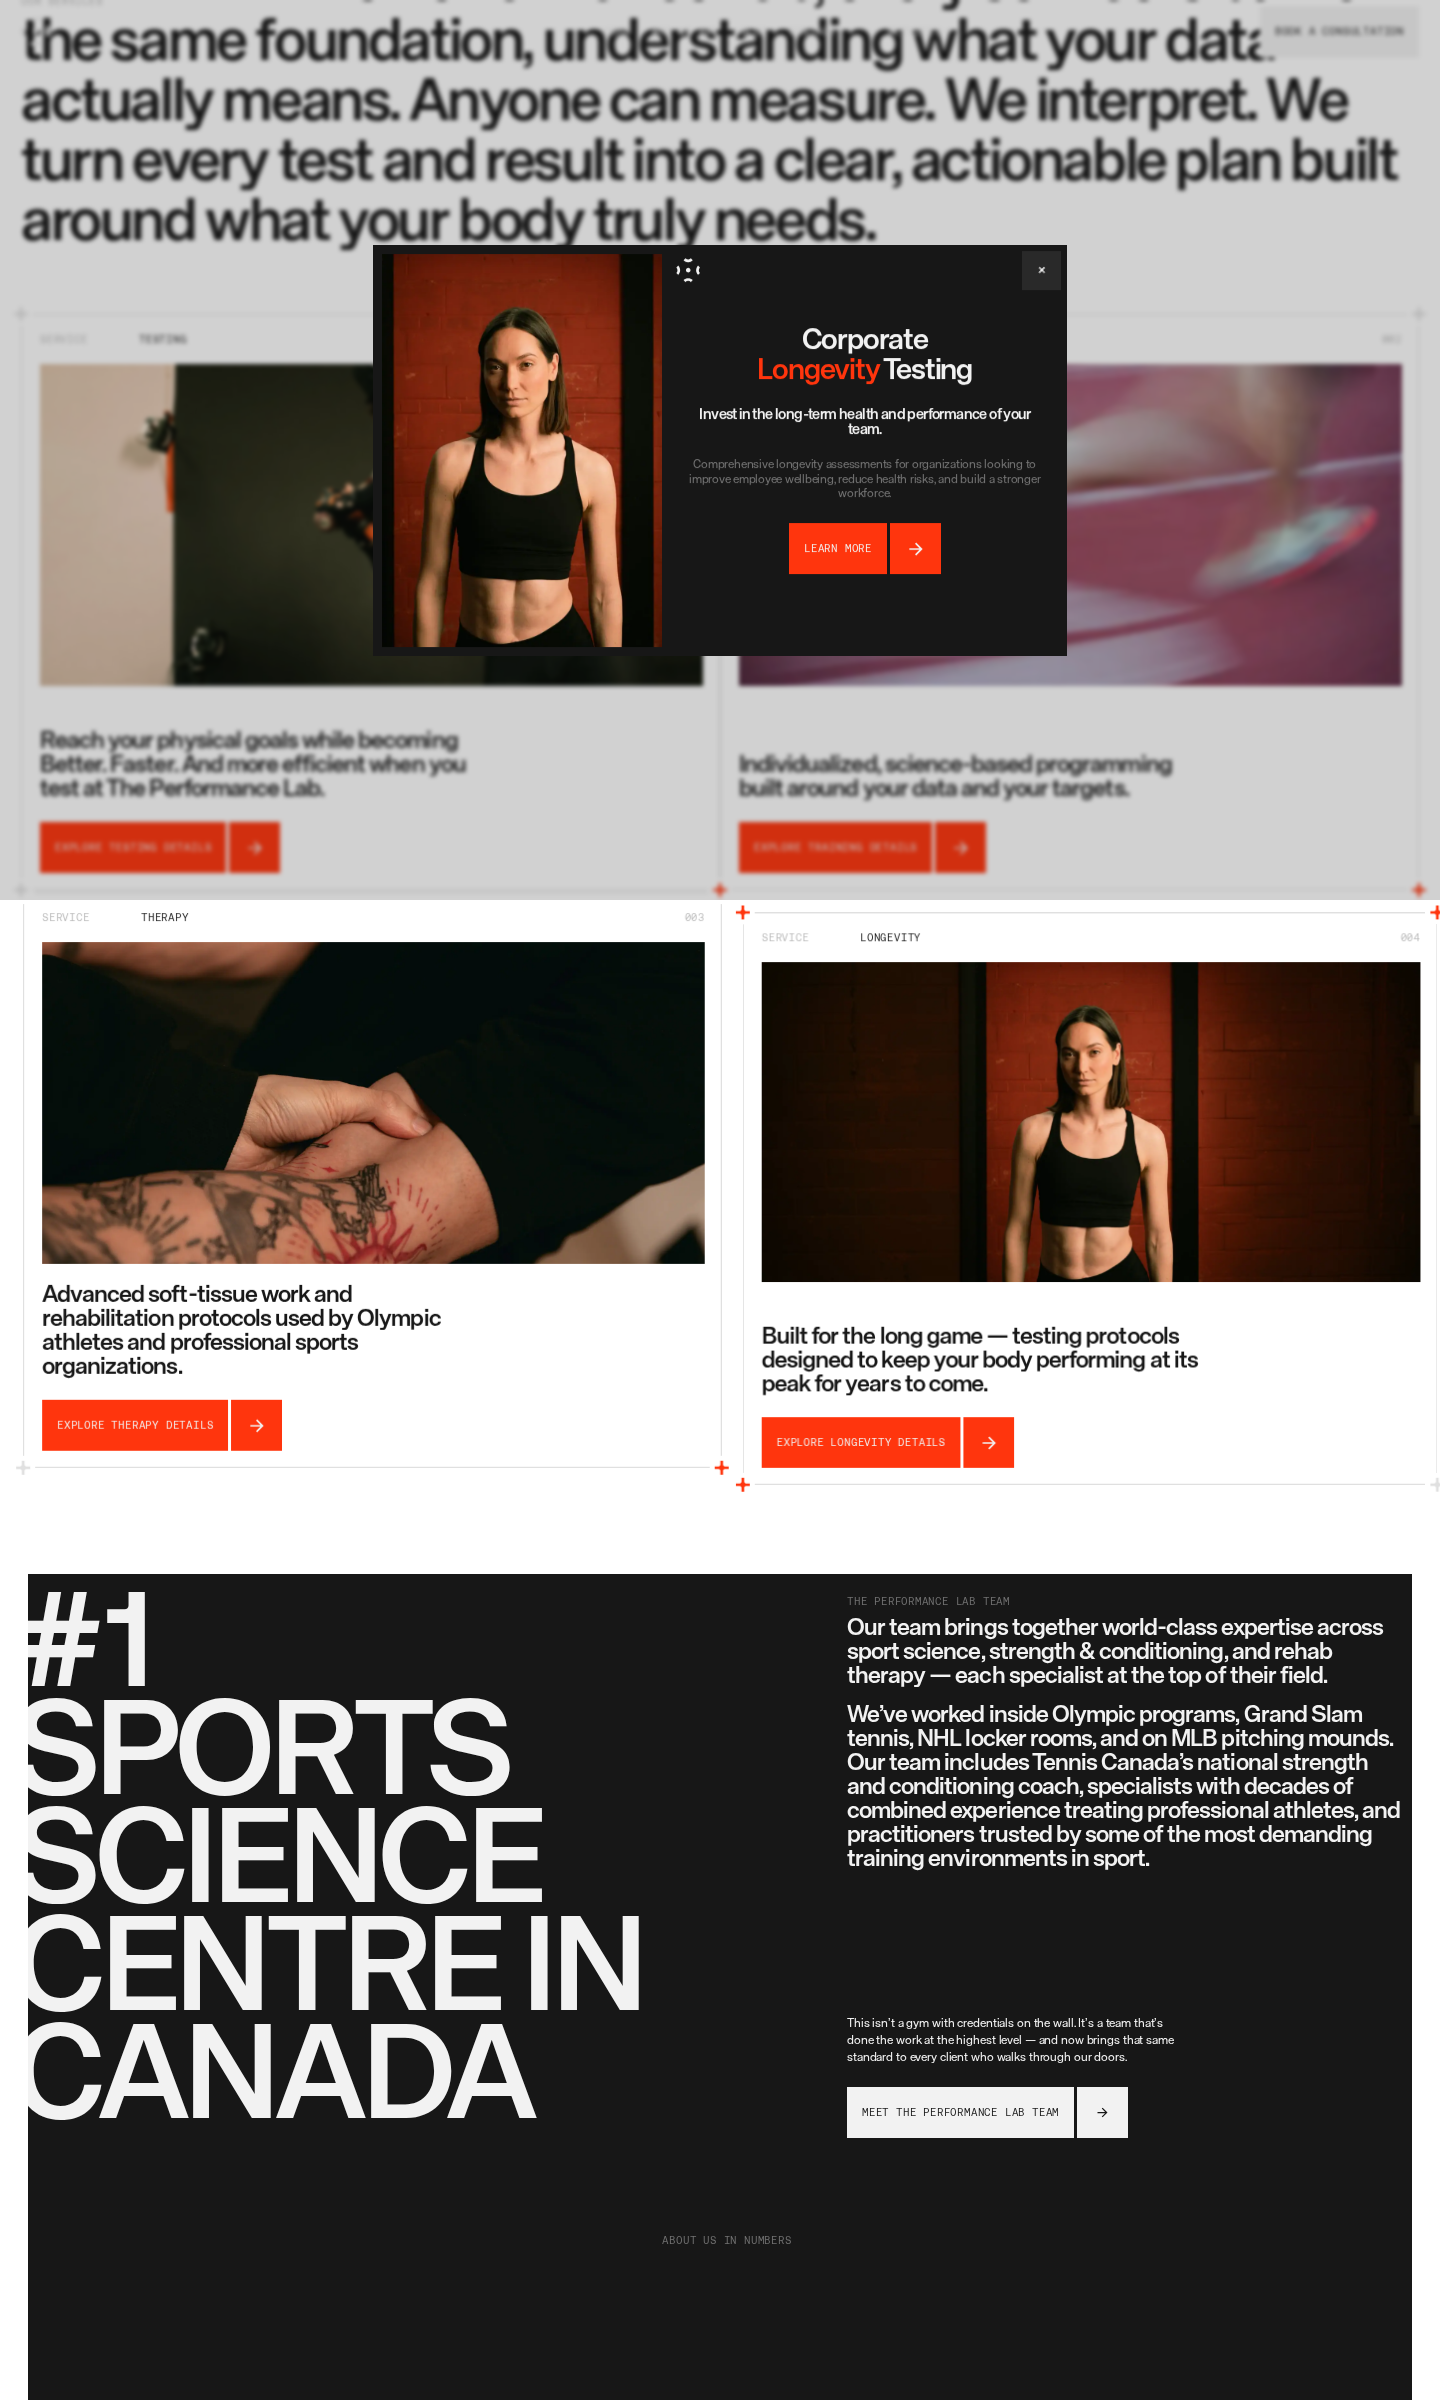 OUR SERVICES
the same foundation, understanding what your data
actually means. Anyone can measure. We interpret. We
turn every test and result into a clear, actionable plan built
around what your body truly needs.
BOOK A CONSULTATION
×
Corporate
Longevity Testing
Invest in the long-term health and performance of your
team.
Comprehensive longevity assessments for organizations looking to
improve employee wellbeing, reduce health risks, and build a stronger
workforce.
LEARN MORE
SERVICE TESTING
Reach your physical goals while becoming
Better. Faster. And more efficient when you
test at The Performance Lab.
EXPLORE TESTING DETAILS
Individualized, science-based programming
built around your data and your targets.
EXPLORE TRAINING DETAILS
SERVICE THERAPY 003
Advanced soft-tissue work and
rehabilitation protocols used by Olympic
athletes and professional sports
organizations.
EXPLORE THERAPY DETAILS
SERVICE LONGEVITY 004
Built for the long game — testing protocols
designed to keep your body performing at its
peak for years to come.
EXPLORE LONGEVITY DETAILS
#1
SPORTS
SCIENCE
CENTRE IN
CANADA
THE PERFORMANCE LAB TEAM
Our team brings together world-class expertise across
sport science, strength & conditioning, and rehab
therapy — each specialist at the top of their field.
We’ve worked inside Olympic programs, Grand Slam
tennis, NHL locker rooms, and on MLB pitching mounds.
Our team includes Tennis Canada’s national strength
and conditioning coach, specialists with decades of
combined experience treating professional athletes, and
practitioners trusted by some of the most demanding
training environments in sport.
This isn’t a gym with credentials on the wall. It’s a team that’s
done the work at the highest level — and now brings that same
standard to every client who walks through our doors.
MEET THE PERFORMANCE LAB TEAM
ABOUT US IN NUMBERS